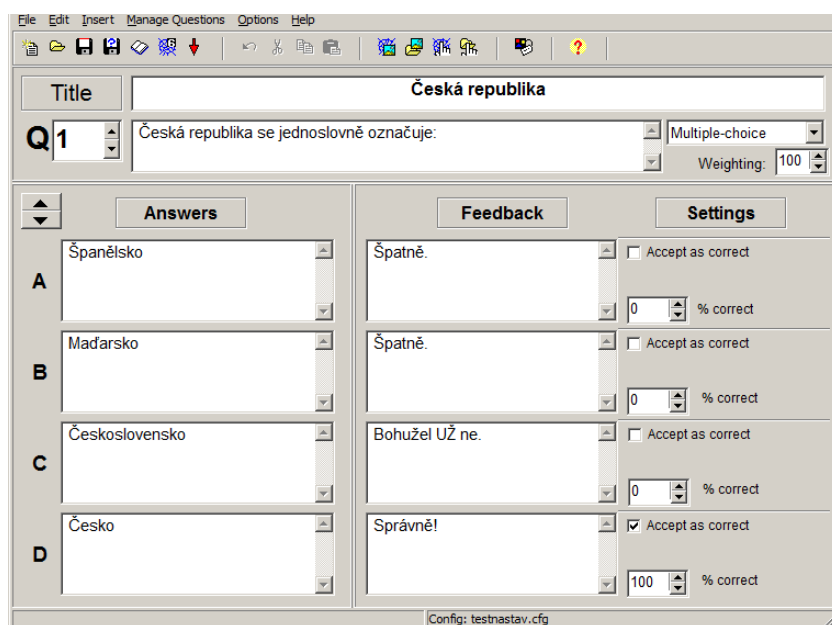 File Edit Insert Manage Questions Options Help
Title
Česká republika
Q 1
Česká republika se jednoslovně označuje:
Multiple-choice
Weighting: 100
Answers
Feedback
Settings
A
Španělsko
Špatně.
Accept as correct
0 % correct
B
Maďarsko
Špatně.
Accept as correct
0 % correct
C
Československo
Bohužel UŽ ne.
Accept as correct
0 % correct
D
Česko
Správně!
Accept as correct
100 % correct
Config: testnastav.cfg